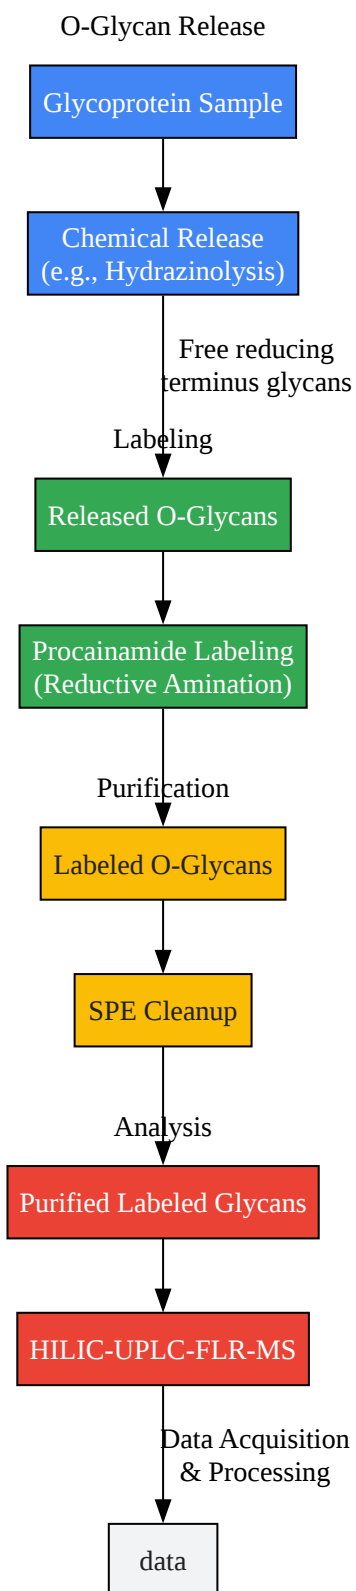 O-Glycan Release
Glycoprotein Sample
Chemical Release
(e.g., Hydrazinolysis)
Free reducing
terminus glycans
Labeling
Released O-Glycans
Procainamide Labeling
(Reductive Amination)
Purification
Labeled O-Glycans
SPE Cleanup
Analysis
Purified Labeled Glycans
HILIC-UPLC-FLR-MS
Data Acquisition
& Processing
data